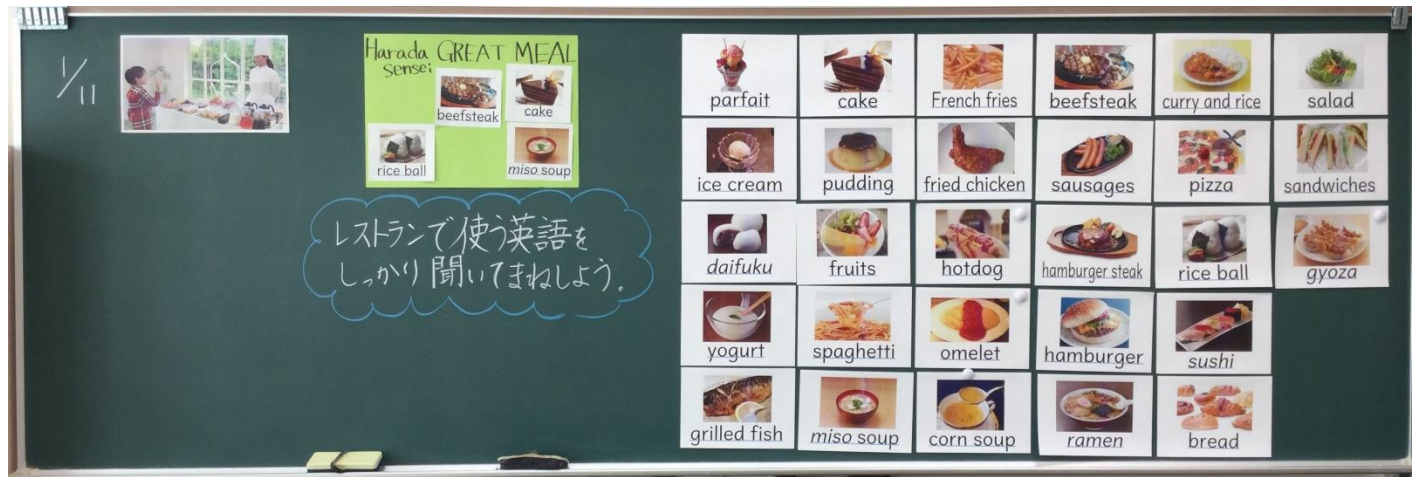 1/11
Harada GREAT MEAL
sensei
beefsteak
cake
rice ball
miso soup
レストランで使う英語を
しっかり聞いてまねしよう。
parfait
cake
French fries
beefsteak
curry and rice
salad
ice cream
pudding
fried chicken
sausages
pizza
sandwiches
daifuku
fruits
hotdog
hamburger steak
rice ball
gyoza
yogurt
spaghetti
omelet
hamburger
sushi
grilled fish
miso soup
corn soup
ramen
bread